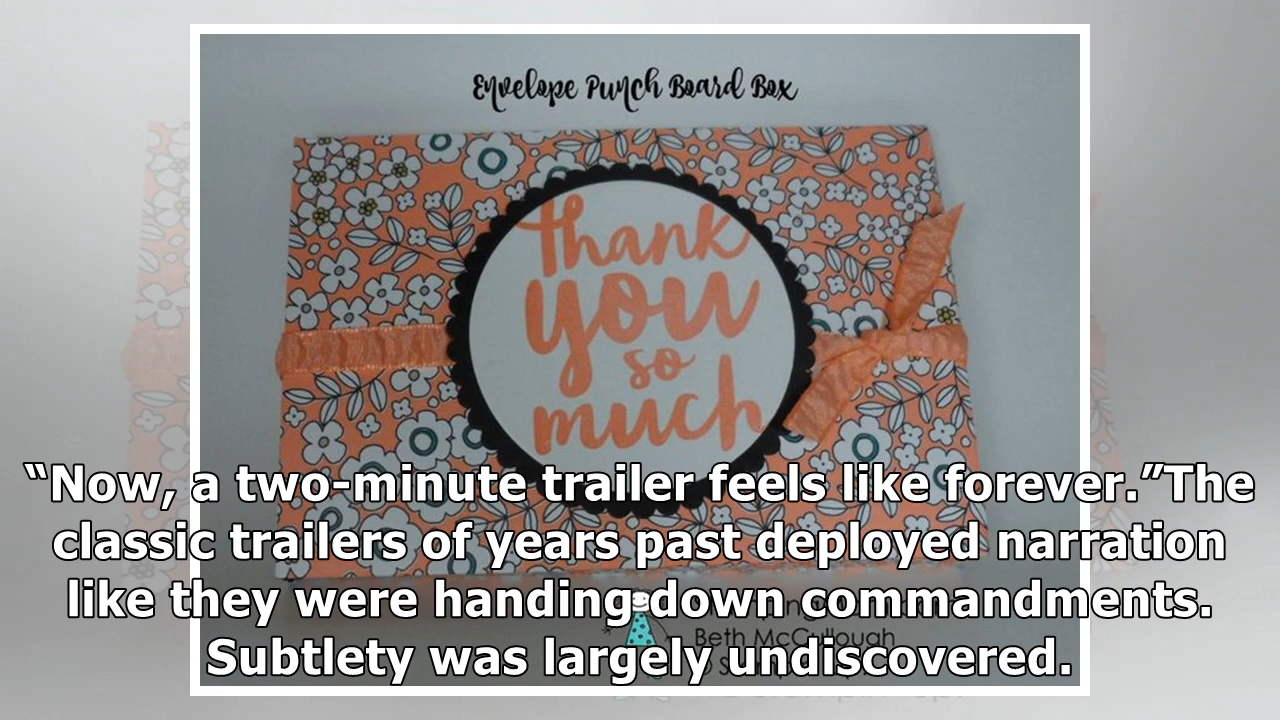 Envelope Punch Board Box
thank
you
so
much
“Now, a two-minute trailer feels like forever.”The
classic trailers of years past deployed narration
like they were handing down commandments.
Beth McCullough
Subtlety was largely undiscovered.